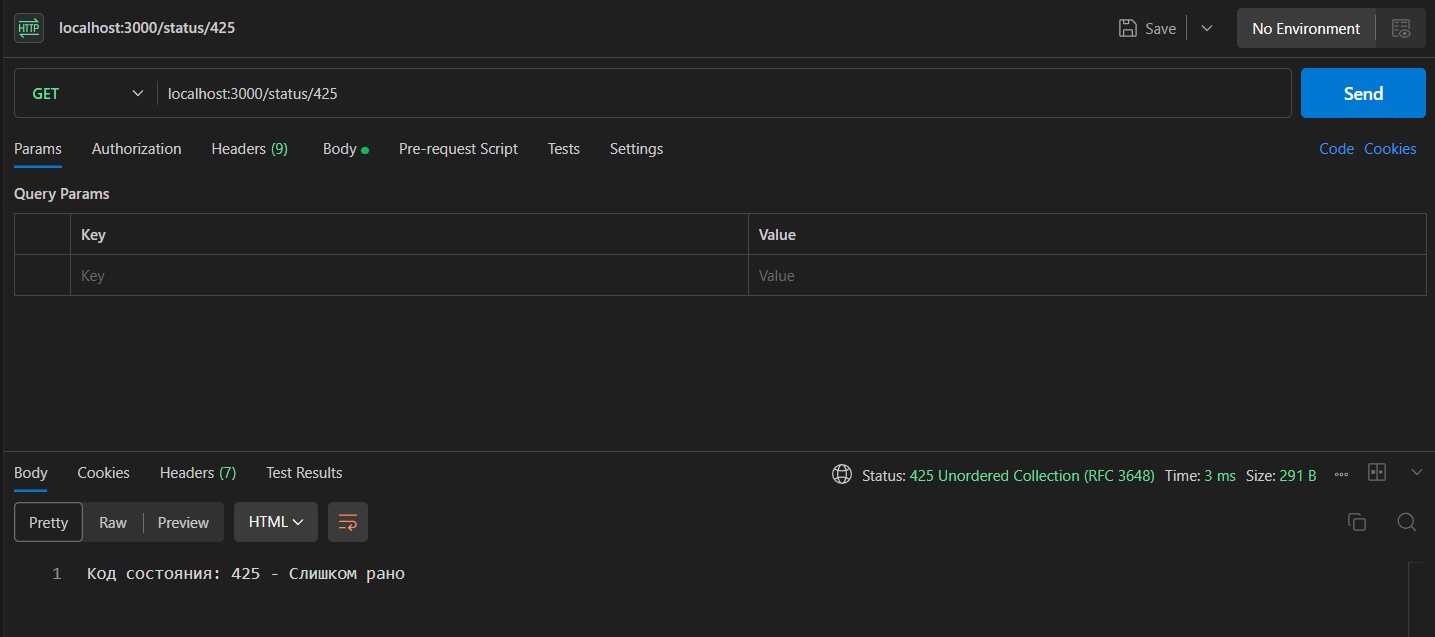 HTTP localhost:3000/status/425 Save No Environment
GET localhost:3000/status/425 Send
Params Authorization Headers (9) Body Pre-request Script Tests Settings Code Cookies
Query Params
Key Value
Key Value
Body Cookies Headers (7) Test Results Status: 425 Unordered Collection (RFC 3648) Time: 3 ms Size: 291 B
Pretty Raw Preview HTML
1 Код состояния: 425 - Слишком рано